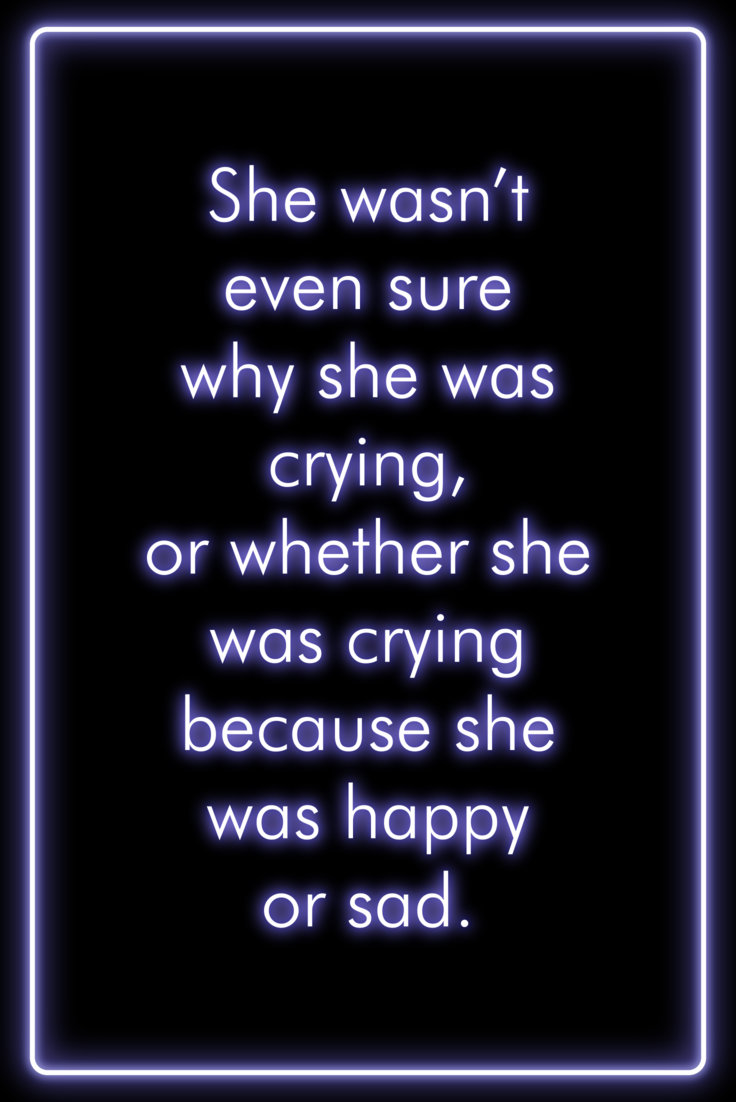 She wasn’t
even sure
why she was
crying,
or whether she
was crying
because she
was happy
or sad.